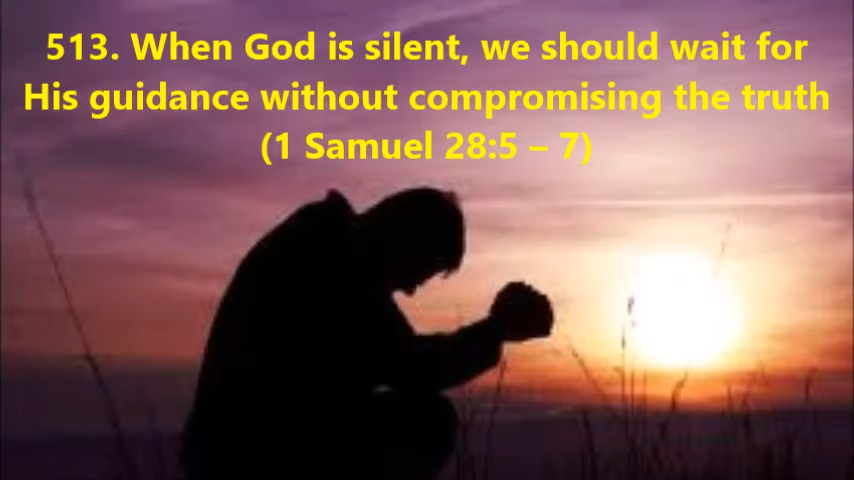 513. When God is silent, we should wait for
His guidance without compromising the truth
(1 Samuel 28:5 – 7)